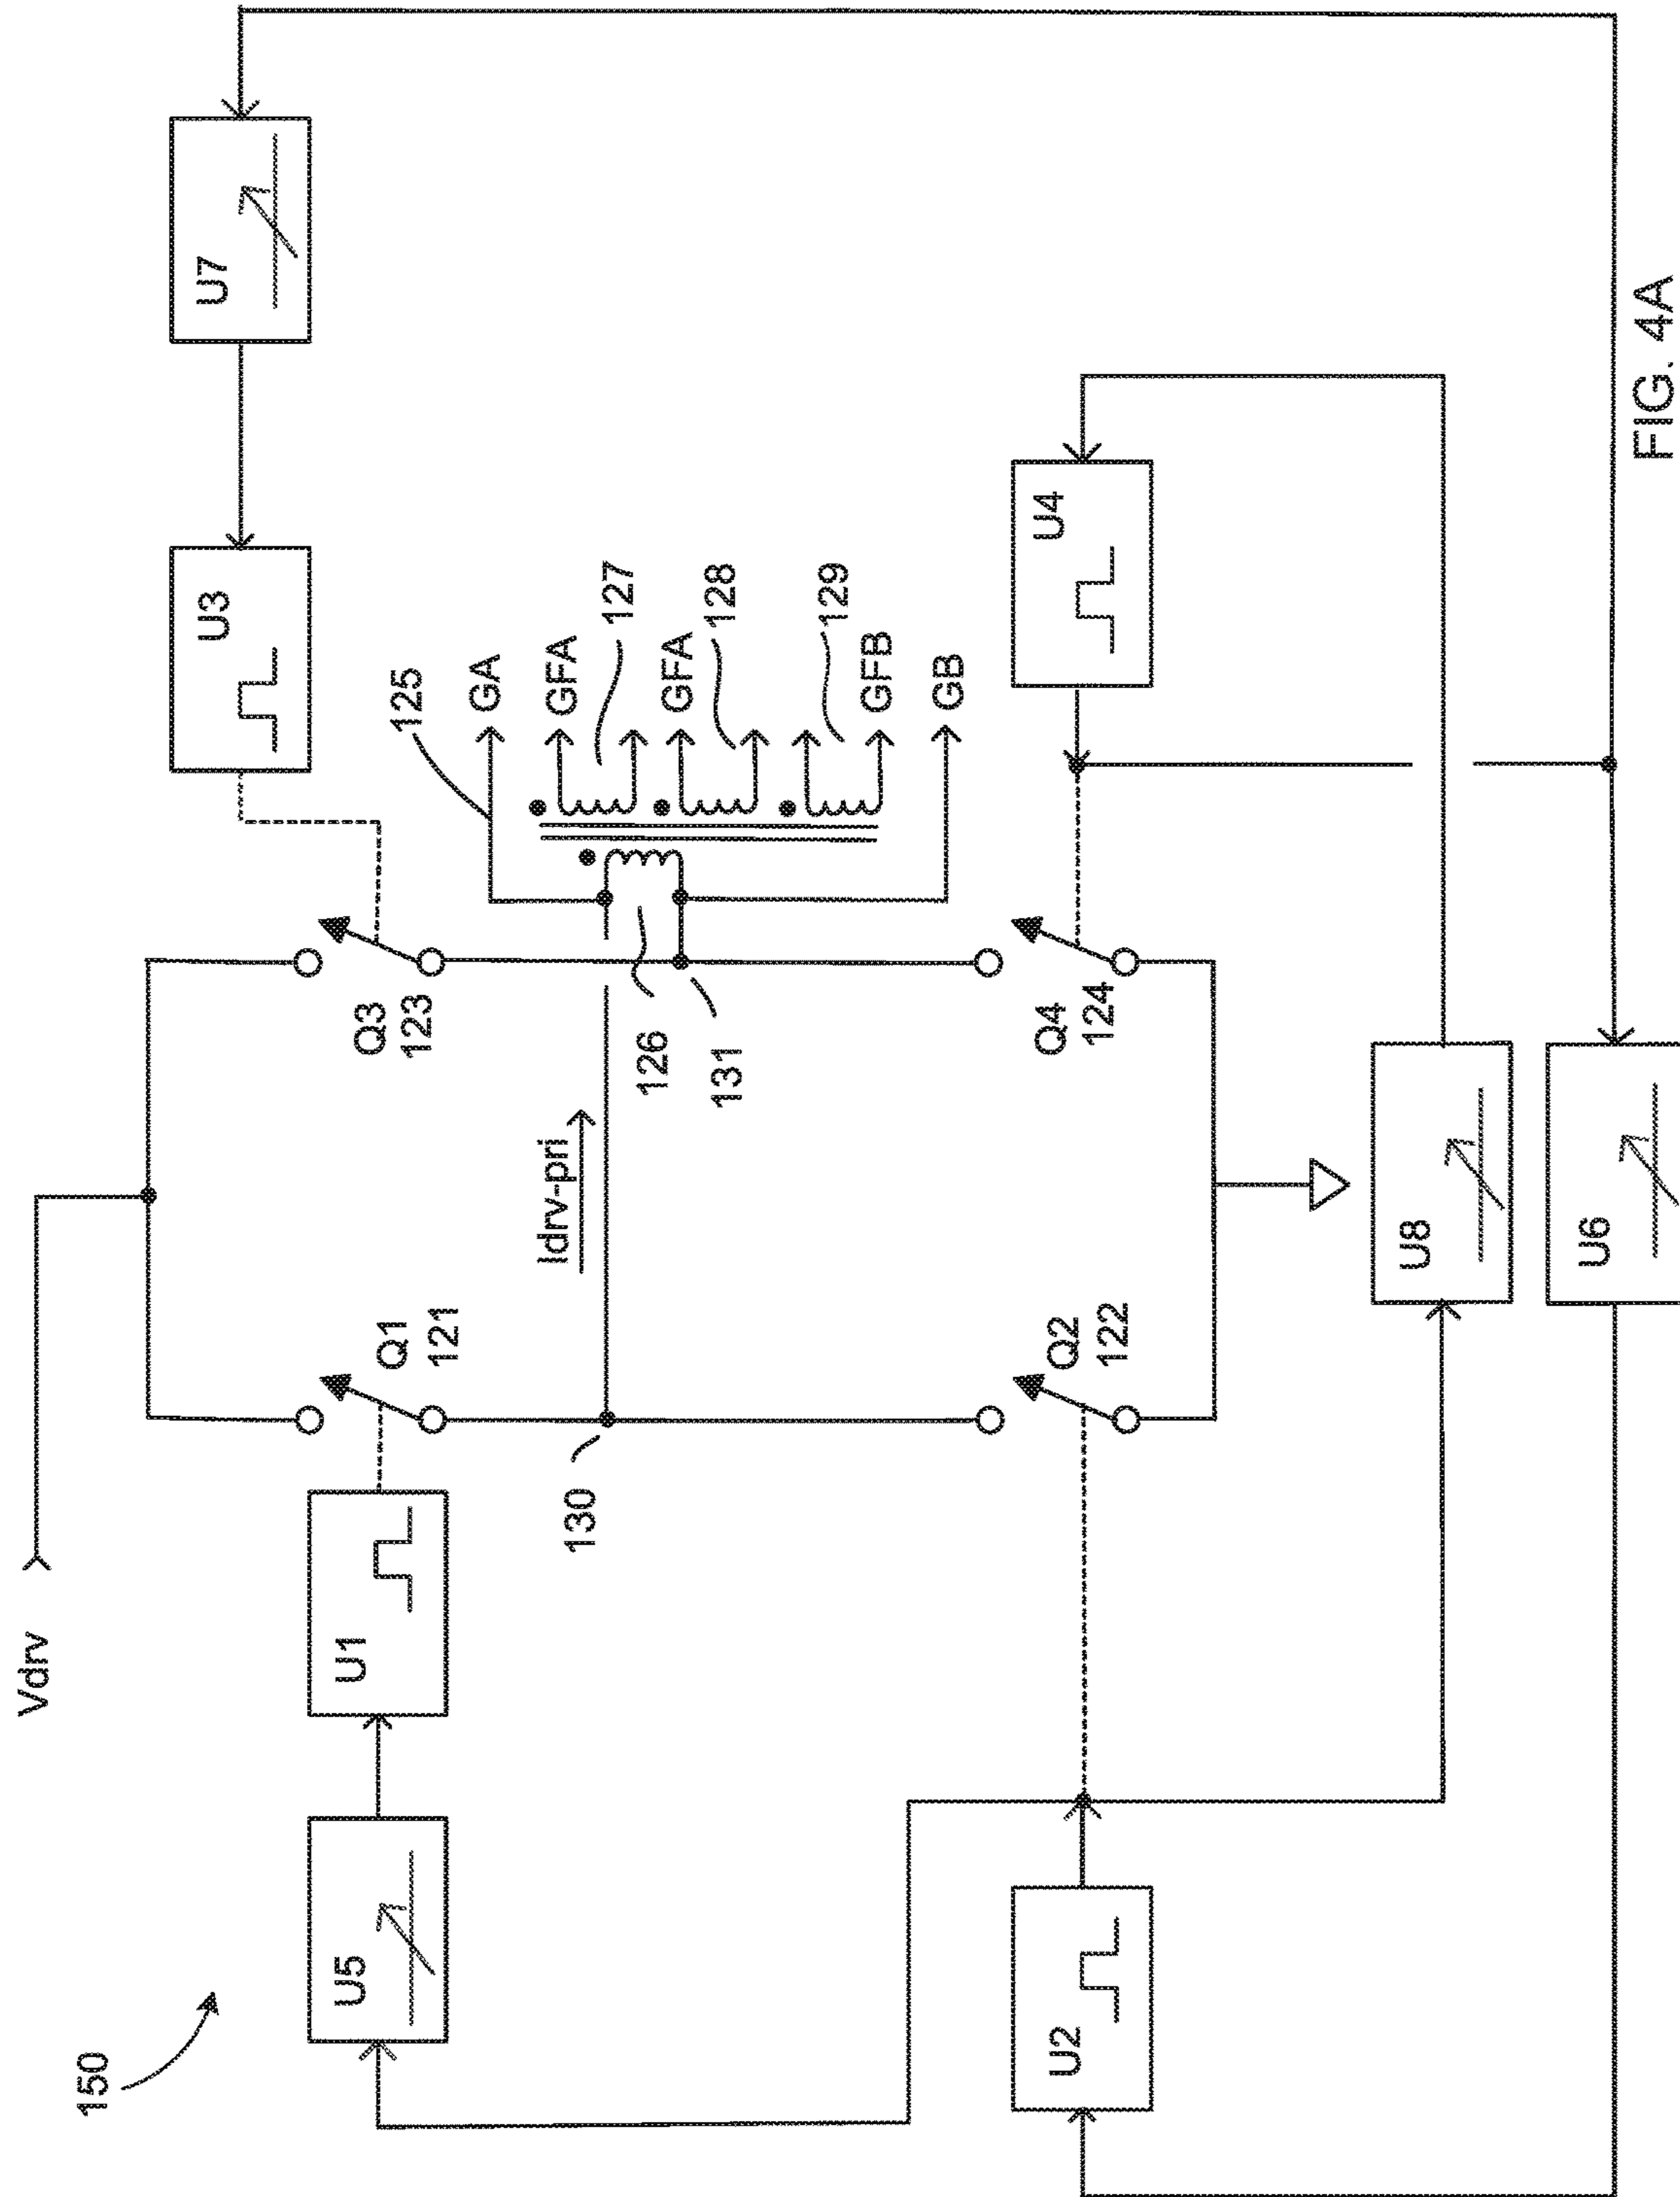 150
Vdrv
U5
U1
Q1
121
130
Idrv-pri
Q3
123
126
131
125
GA
GFA
127
GFA
128
129
GFB
GB
U3
U7
U2
Q2
122
Q4
124
U4
U8
U6
FIG. 4A